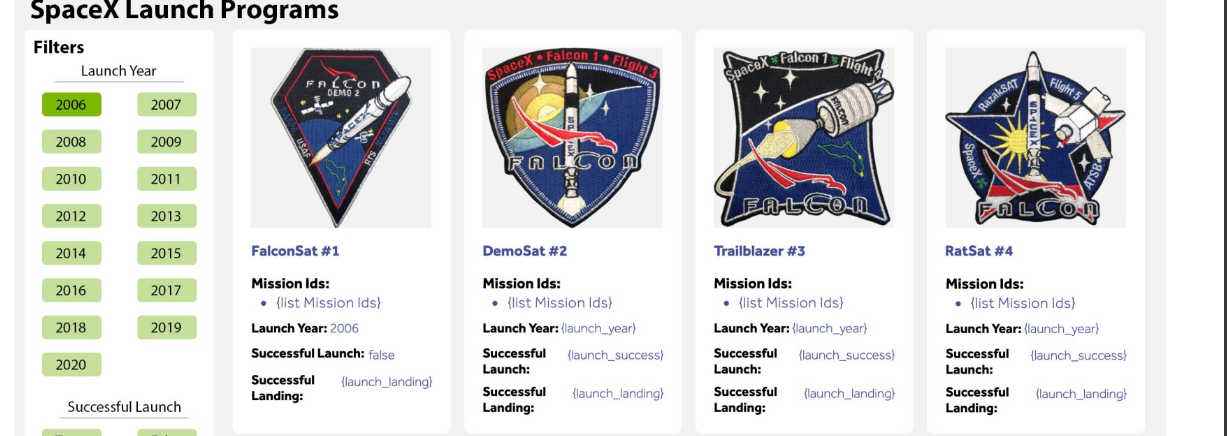 SpaceX Launch Programs
Filters
Launch Year
2006 2007
2008 2009
2010 2011
2012 2013
2014 2015
2016 2017
2018 2019
2020
Successful Launch
FALCON
DEMO 2
SPACEX
USAF
RTS
FalconSat #1
Mission Ids:
• {list Mission Ids}
Launch Year: 2006
Successful Launch: false
Successful {launch_landing}
Landing:
SpaceX • Falcon 1 • Flight 3
SPACEX
FALCON
DemoSat #2
Mission Ids:
• {list Mission Ids}
Launch Year: {launch_year}
Successful {launch_success}
Launch:
Successful {launch_landing}
Landing:
SpaceX Falcon 1 Flight 4
FALCON
FALCON
Trailblazer #3
Mission Ids:
• {list Mission Ids}
Launch Year: {launch_year}
Successful {launch_success}
Launch:
Successful {launch_landing}
Landing:
RazakSAT Flight 5
SPACEX
SpaceX
ATSB
FALCON
RatSat #4
Mission Ids:
• {list Mission Ids}
Launch Year: {launch_year}
Successful {launch_success}
Launch:
Successful {launch_landing}
Landing: